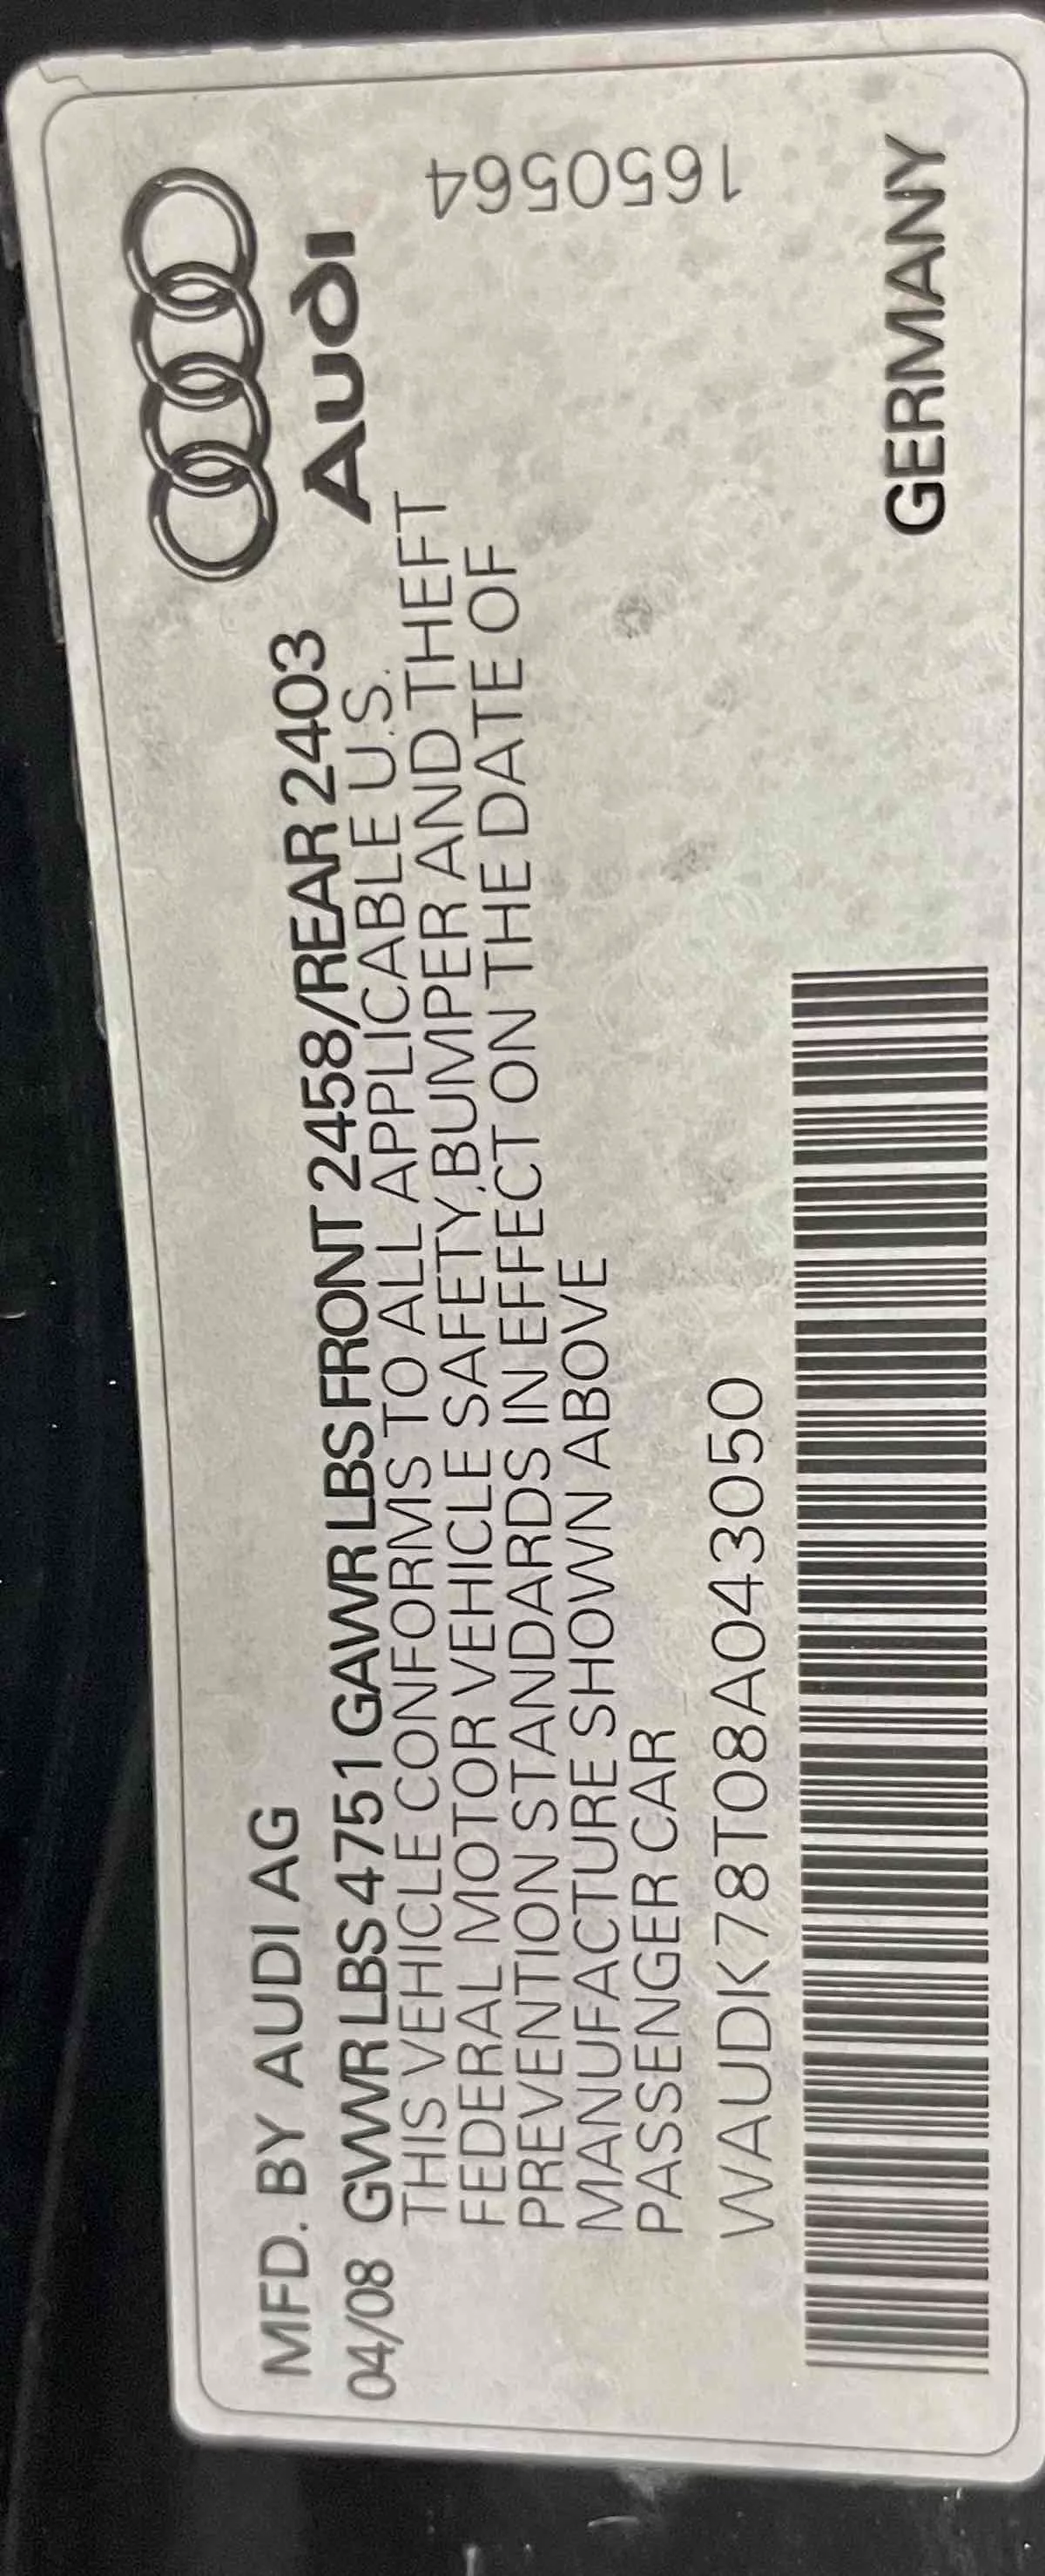 MFD. BY AUDI AG
04/08 GVWR LBS 4751 GAWR LBS FRONT 2458/REAR 2403
Audi
THIS VEHICLE CONFORMS TO ALL APPLICABLE U.S.
FEDERAL MOTOR VEHICLE SAFETY,BUMPER AND THEFT
PREVENTION STANDARDS IN EFFECT ON THE DATE OF
MANUFACTURE SHOWN ABOVE
PASSENGER CAR
1650564
WAUDK78T08A043050
GERMANY